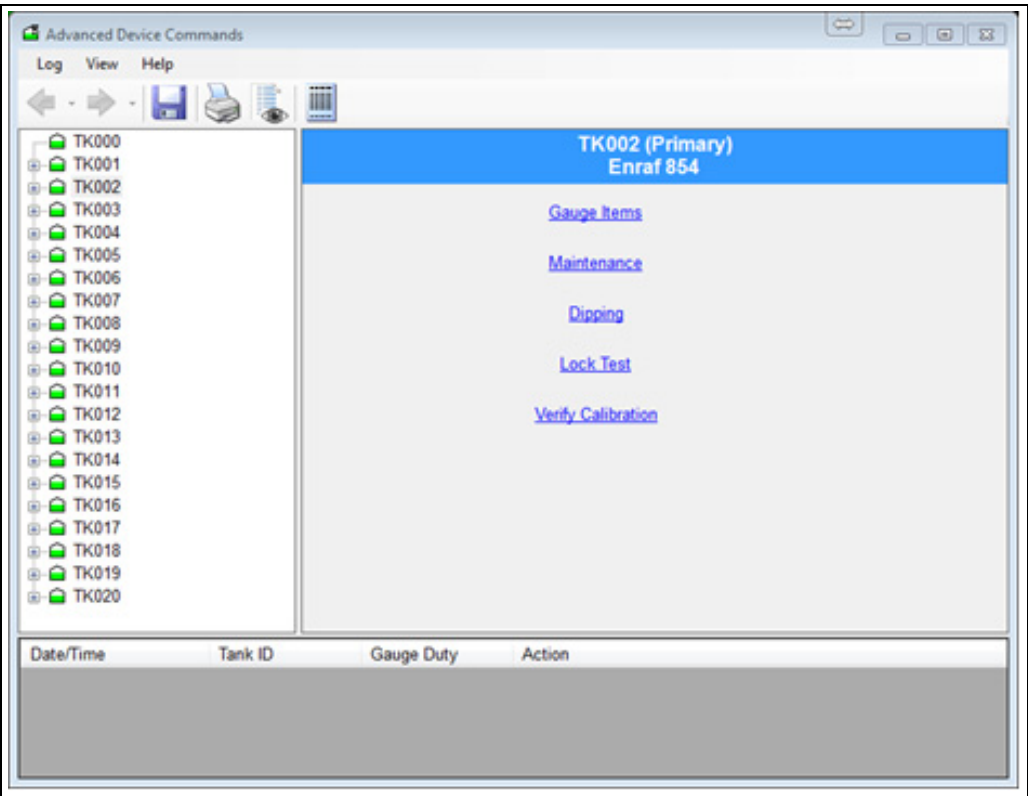 Advanced Device Commands
Log View Help
TK000
TK001
TK002
TK003
TK004
TK005
TK006
TK007
TK008
TK009
TK010
TK011
TK012
TK013
TK014
TK015
TK016
TK017
TK018
TK019
TK020
TK002 (Primary)
Enraf 854
Gauge Items
Maintenance
Dipping
Lock Test
Verify Calibration
Date/Time Tank ID Gauge Duty Action